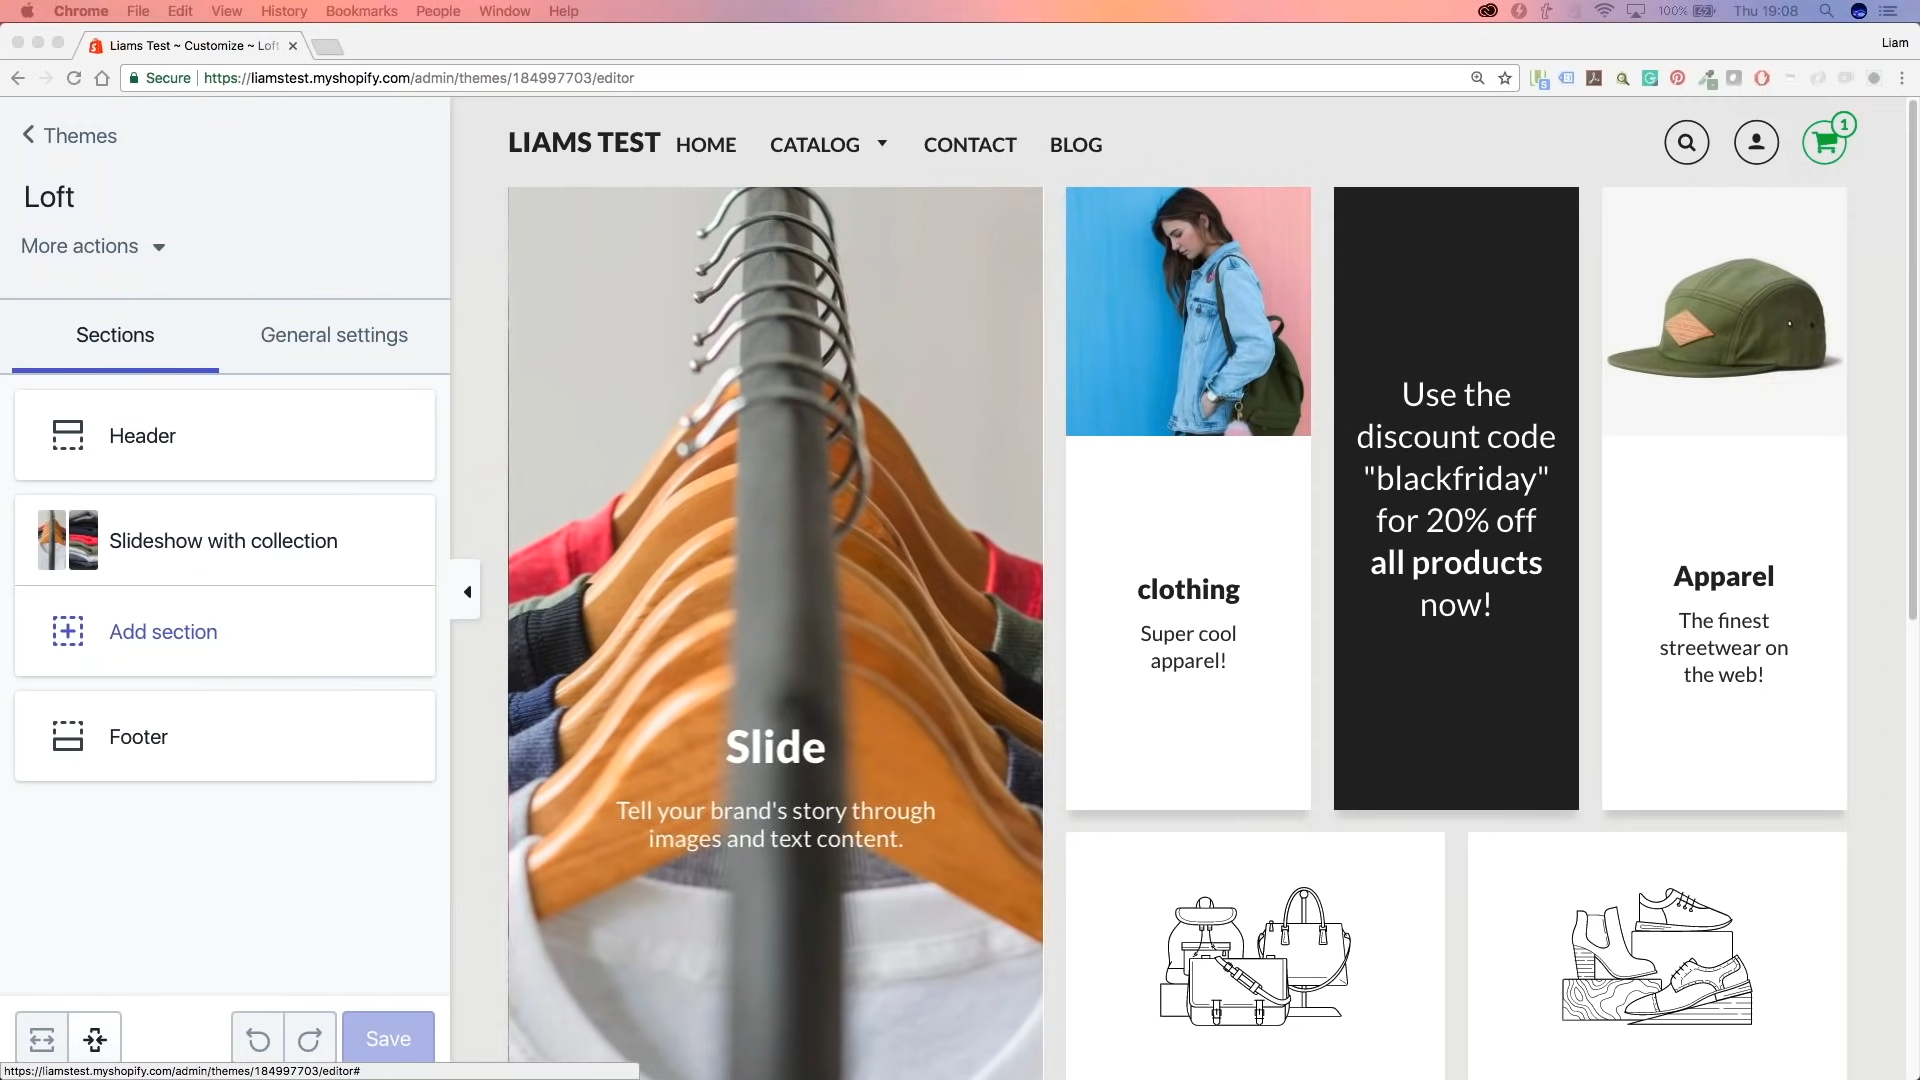 Chrome File Edit View History Bookmarks People Window Help 100% Thu 19:08
Liams Test ~ Customize ~ Loft
Liam
Secure https://liamstest.myshopify.com/admin/themes/184997703/editor
Themes
Loft
More actions
Sections General settings
Header
Slideshow with collection
Add section
Footer
Save
https://liamstest.myshopify.com/admin/themes/184997703/editor#
LIAMS TEST HOME CATALOG CONTACT BLOG
1
Slide
Tell your brand's story through
images and text content.
clothing
Super cool
apparel!
Use the
discount code
"blackfriday"
for 20% off
all products
now!
Apparel
The finest
streetwear on
the web!